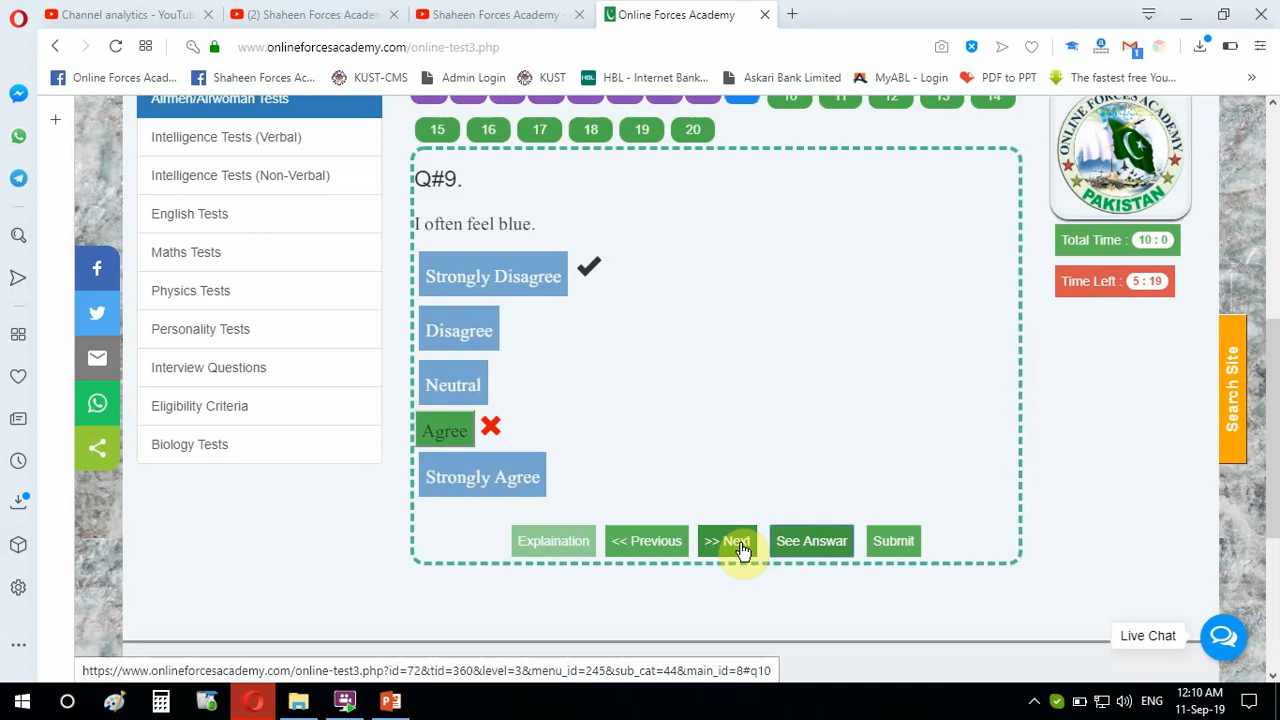 Channel analytics - YouTub
(2) Shaheen Forces Academ
Shaheen Forces Academy -
Online Forces Academy
www.onlineforcesacademy.com/online-test3.php
Online Forces Acad...
Shaheen Forces Ac...
KUST-CMS
Admin Login
KUST
HBL - Internet Bank...
Askari Bank Limited
MyABL - Login
PDF to PPT
The fastest free You...
Airmen/Airwoman Tests
Intelligence Tests (Verbal)
Intelligence Tests (Non-Verbal)
English Tests
Maths Tests
Physics Tests
Personality Tests
Interview Questions
Eligibility Criteria
Biology Tests
10 11 12 13 14
15 16 17 18 19 20
Q#9.
I often feel blue.
Strongly Disagree
Disagree
Neutral
Agree
Strongly Agree
Explaination
<< Previous
>> Next
See Answar
Submit
ONLINE FORCES ACADEMY
PAKISTAN
Total Time : 10 : 0
Time Left : 5 : 19
Search Site
Live Chat
https://www.onlineforcesacademy.com/online-test3.php?id=72&tid=360&level=3&menu_id=245&sub_cat=44&main_id=8#q10
ENG
12:10 AM
11-Sep-19